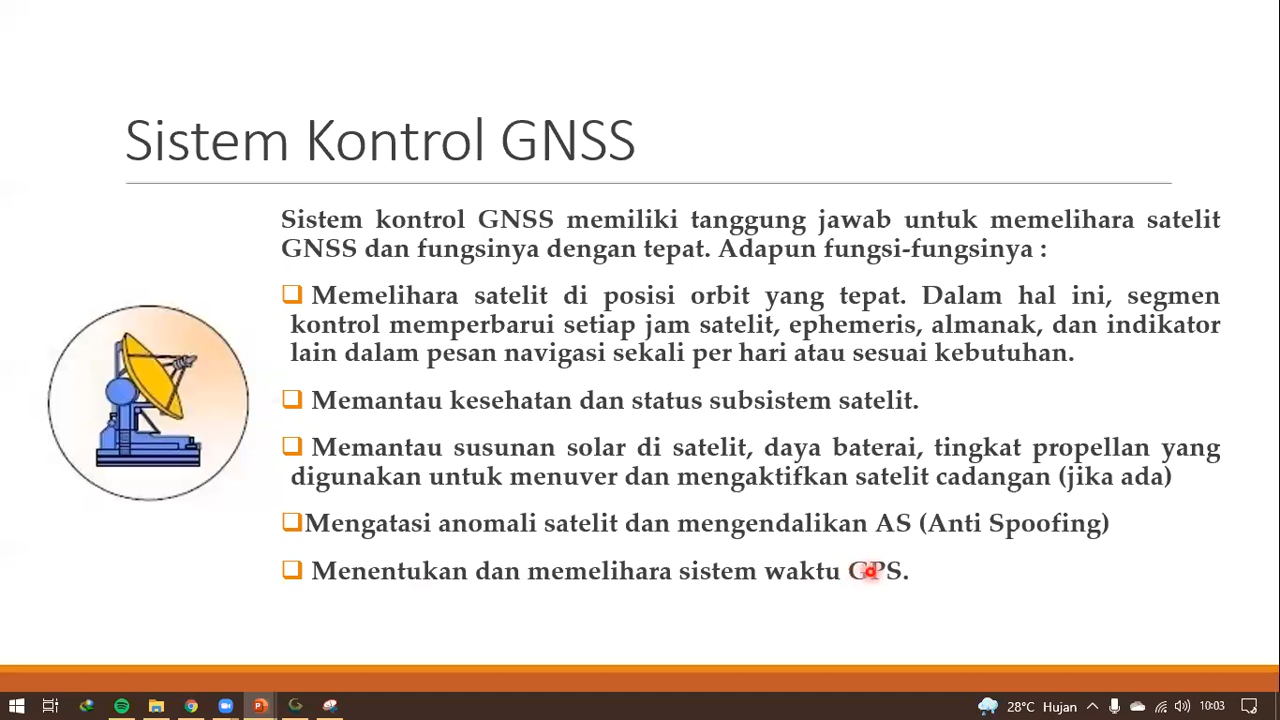 Sistem Kontrol GNSS
Sistem kontrol GNSS memiliki tanggung jawab untuk memelihara satelit
GNSS dan fungsinya dengan tepat. Adapun fungsi-fungsinya :
Memelihara satelit di posisi orbit yang tepat. Dalam hal ini, segmen
kontrol memperbarui setiap jam satelit, ephemeris, almanak, dan indikator
lain dalam pesan navigasi sekali per hari atau sesuai kebutuhan.
Memantau kesehatan dan status subsistem satelit.
Memantau susunan solar di satelit, daya baterai, tingkat propellan yang
digunakan untuk menuver dan mengaktifkan satelit cadangan (jika ada)
Mengatasi anomali satelit dan mengendalikan AS (Anti Spoofing)
Menentukan dan memelihara sistem waktu GPS.
28°C Hujan 10:03